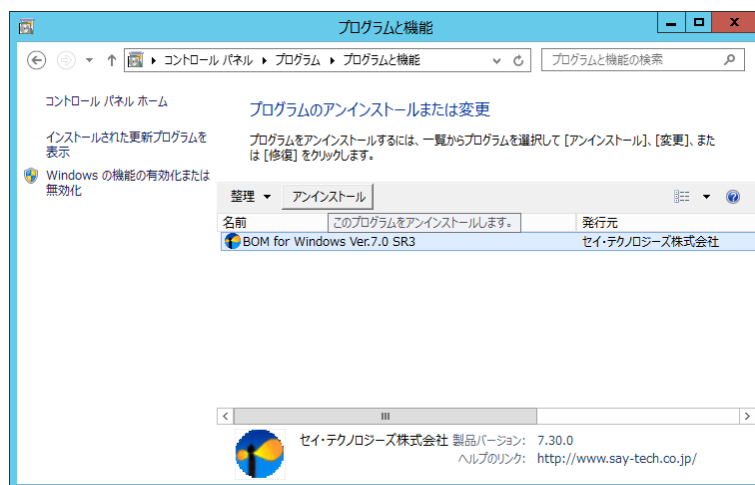 プログラムと機能
コントロール パネル
プログラム
プログラムと機能
プログラムと機能の検索
コントロール パネル ホーム
インストールされた更新プログラムを
表示
Windows の機能の有効化または
無効化
プログラムのアンインストールまたは変更
プログラムをアンインストールするには、一覧からプログラムを選択して [アンインストール]、[変更]、また
は [修復] をクリックします。
整理
アンインストール
名前
このプログラムをアンインストールします。
発行元
BOM for Windows Ver.7.0 SR3
セイ・テクノロジーズ株式会社
セイ・テクノロジーズ株式会社 製品バージョン: 7.30.0
ヘルプのリンク: http://www.say-tech.co.jp/